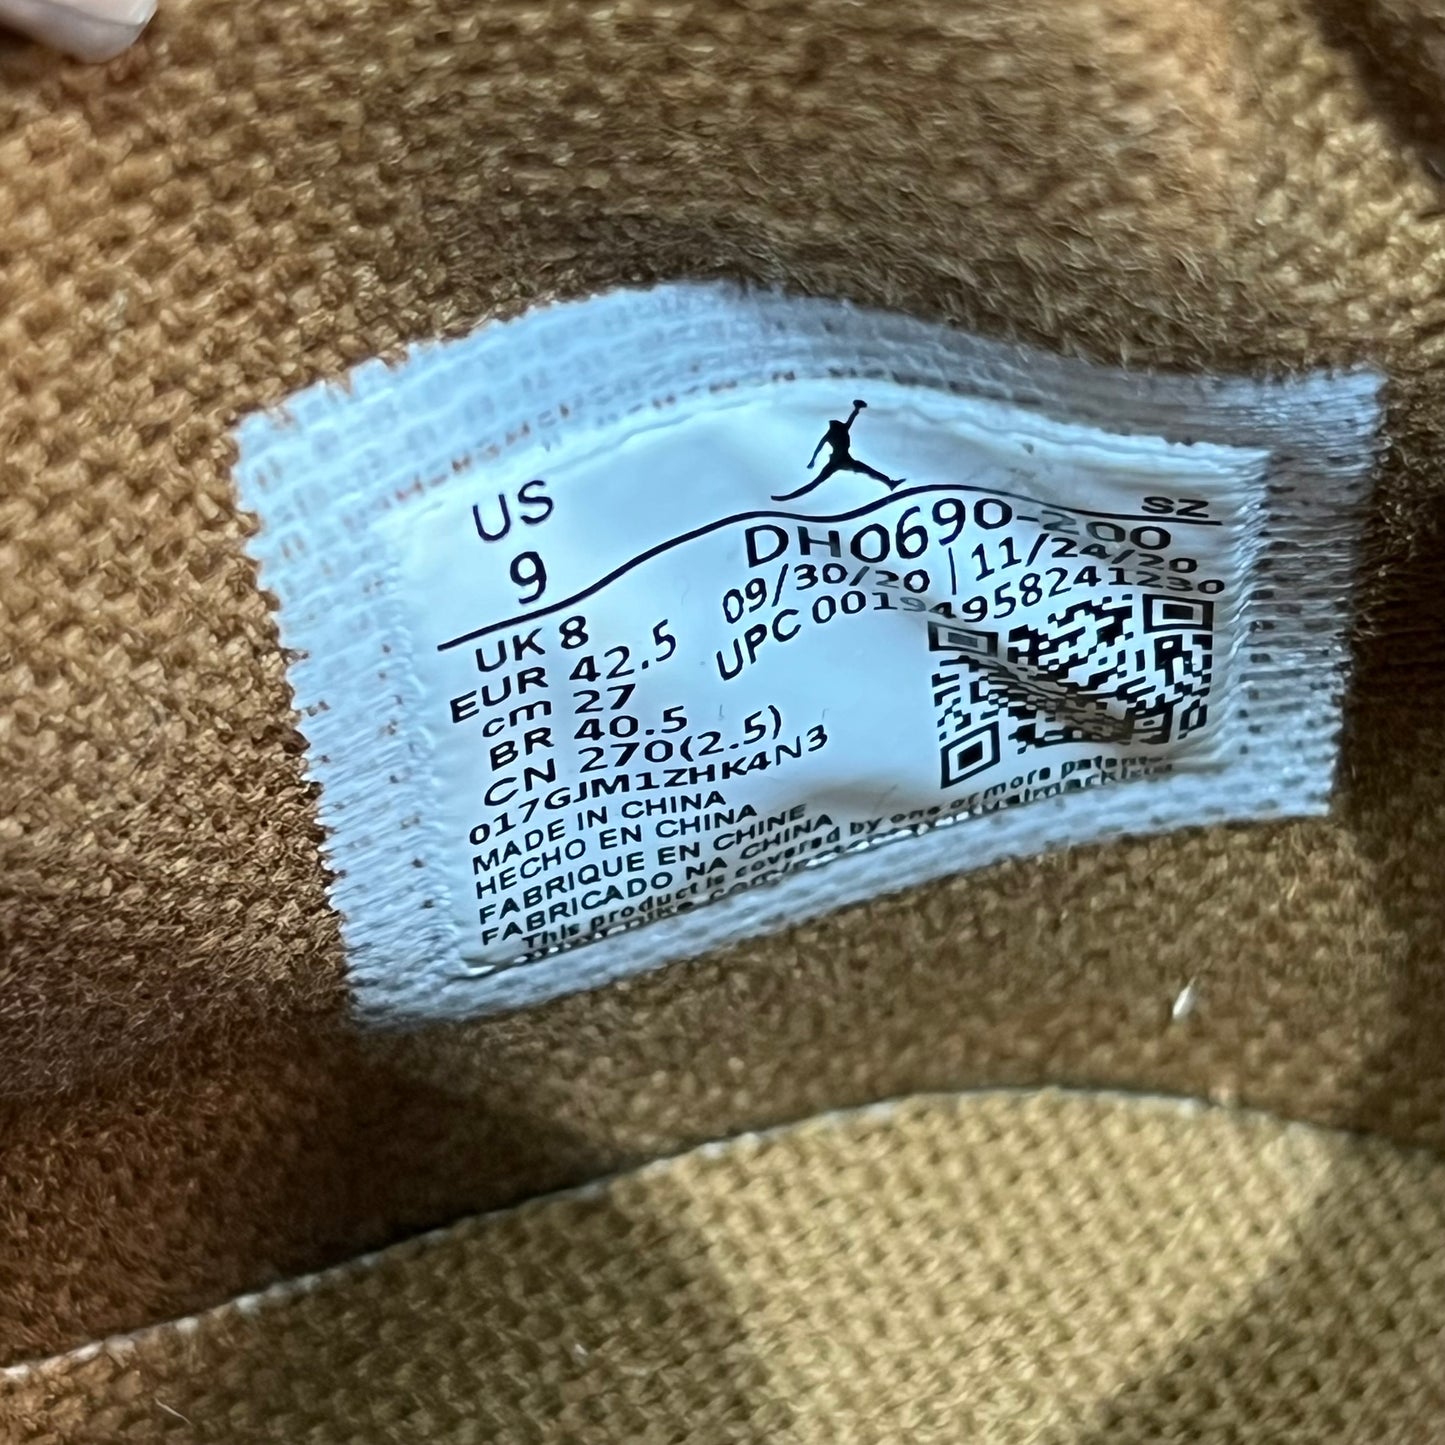 US
9
SZ
DH0690-200
09/30/20 | 11/24/20
UPC 00194958241230
UK 8
EUR 42.5
cm 27
BR 40.5
CN 270(2.5)
017GJM1ZHK4N3
MADE IN CHINA
HECHO EN CHINA
FABRIQUE EN CHINE
FABRICADO NA CHINA
This product is covered by one or more patents